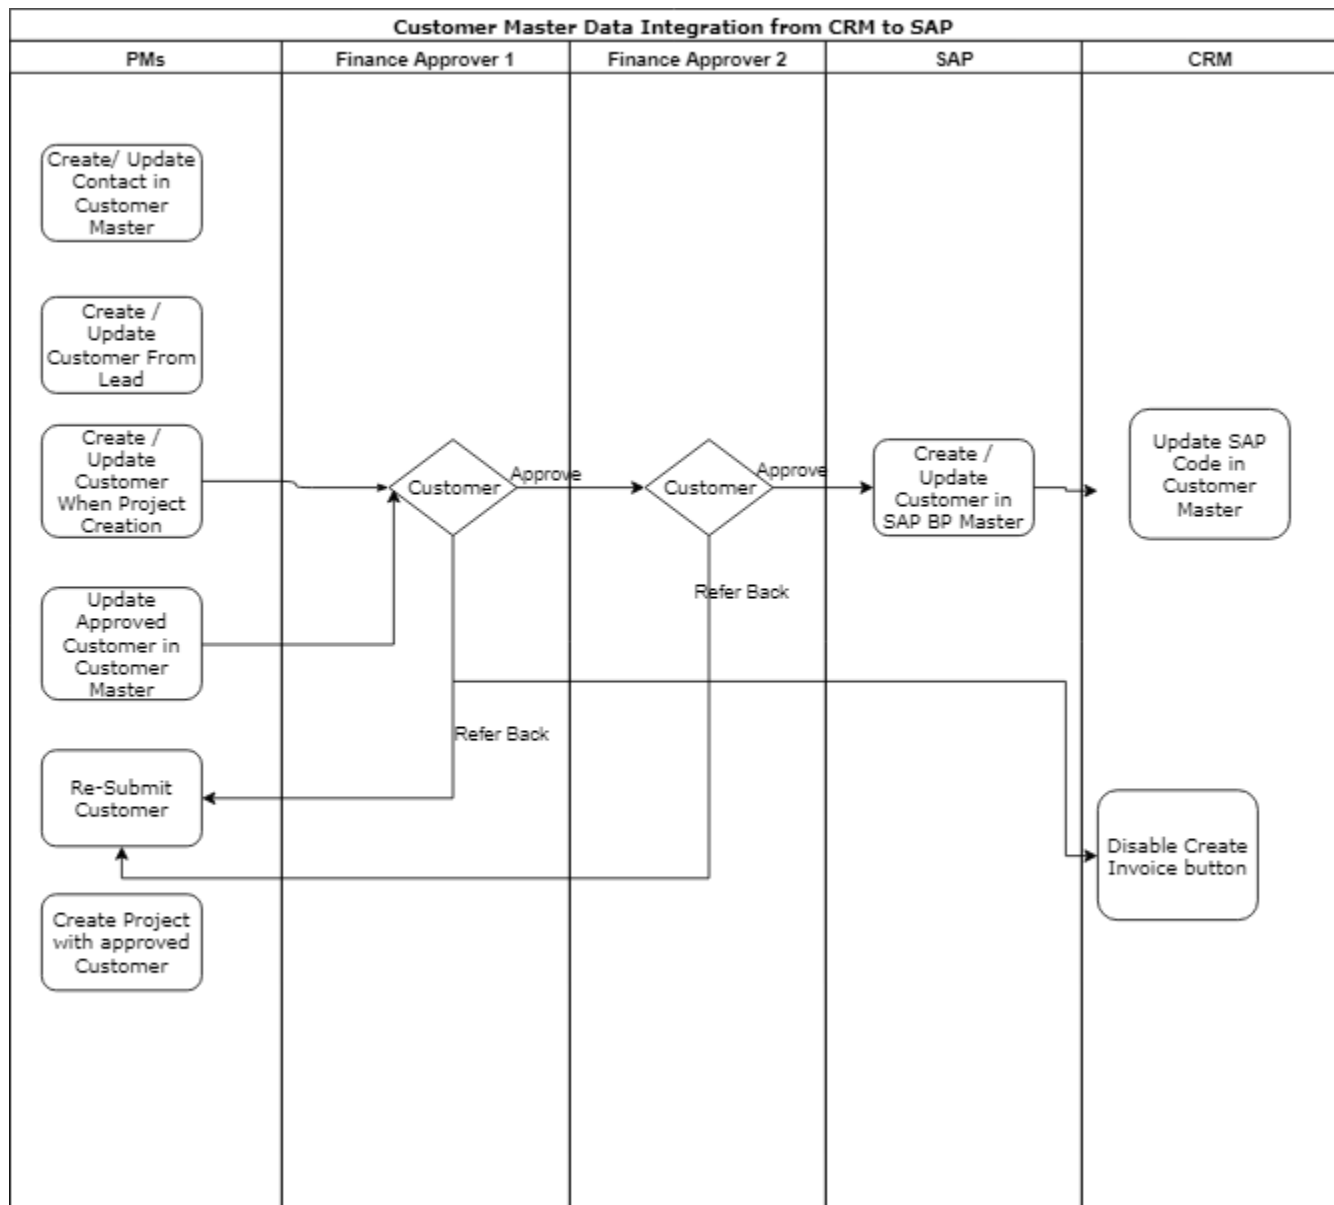 Customer Master Data Integration from CRM to SAP
PMs
Finance Approver 1
Finance Approver 2
SAP
CRM
Create/ Update
Contact in
Customer
Master
Create /
Update
Customer From
Lead
Create /
Update
Customer
When Project
Creation
Customer
Approve
Customer
Approve
Create /
Update
Customer in
SAP BP Master
Update SAP
Code in
Customer
Master
Update
Approved
Customer in
Customer
Master
Refer Back
Refer Back
Re-Submit
Customer
Disable Create
Invoice button
Create Project
with approved
Customer